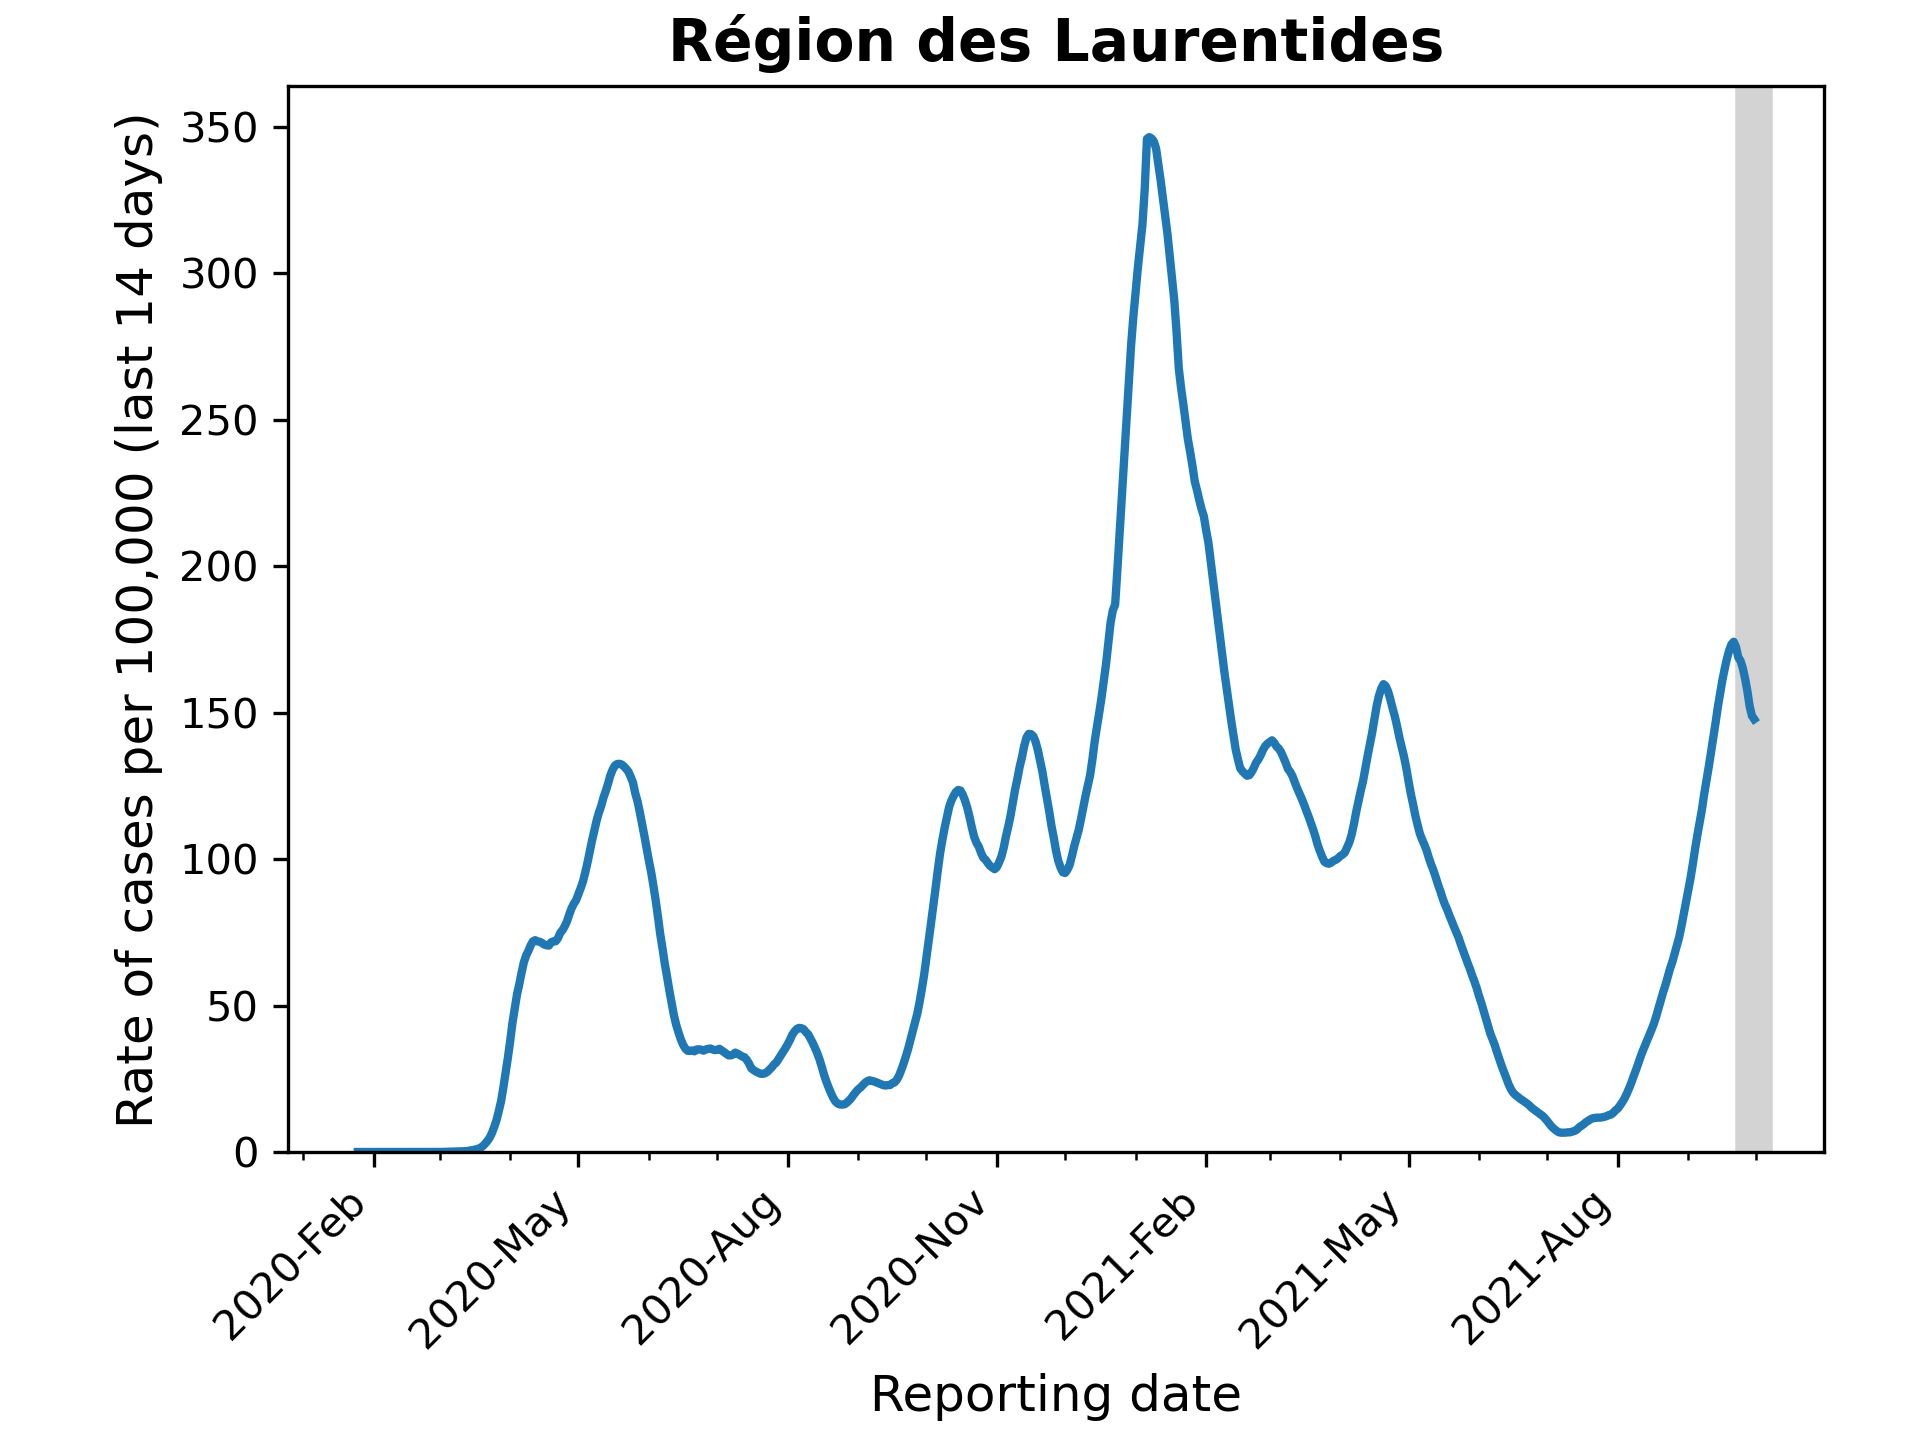 Région des Laurentides
Rate of cases per 100,000 (last 14 days)
350
300
250
200
150
100
50
0
2020-Feb
2020-May
2020-Aug
2020-Nov
2021-Feb
2021-May
2021-Aug
Reporting date